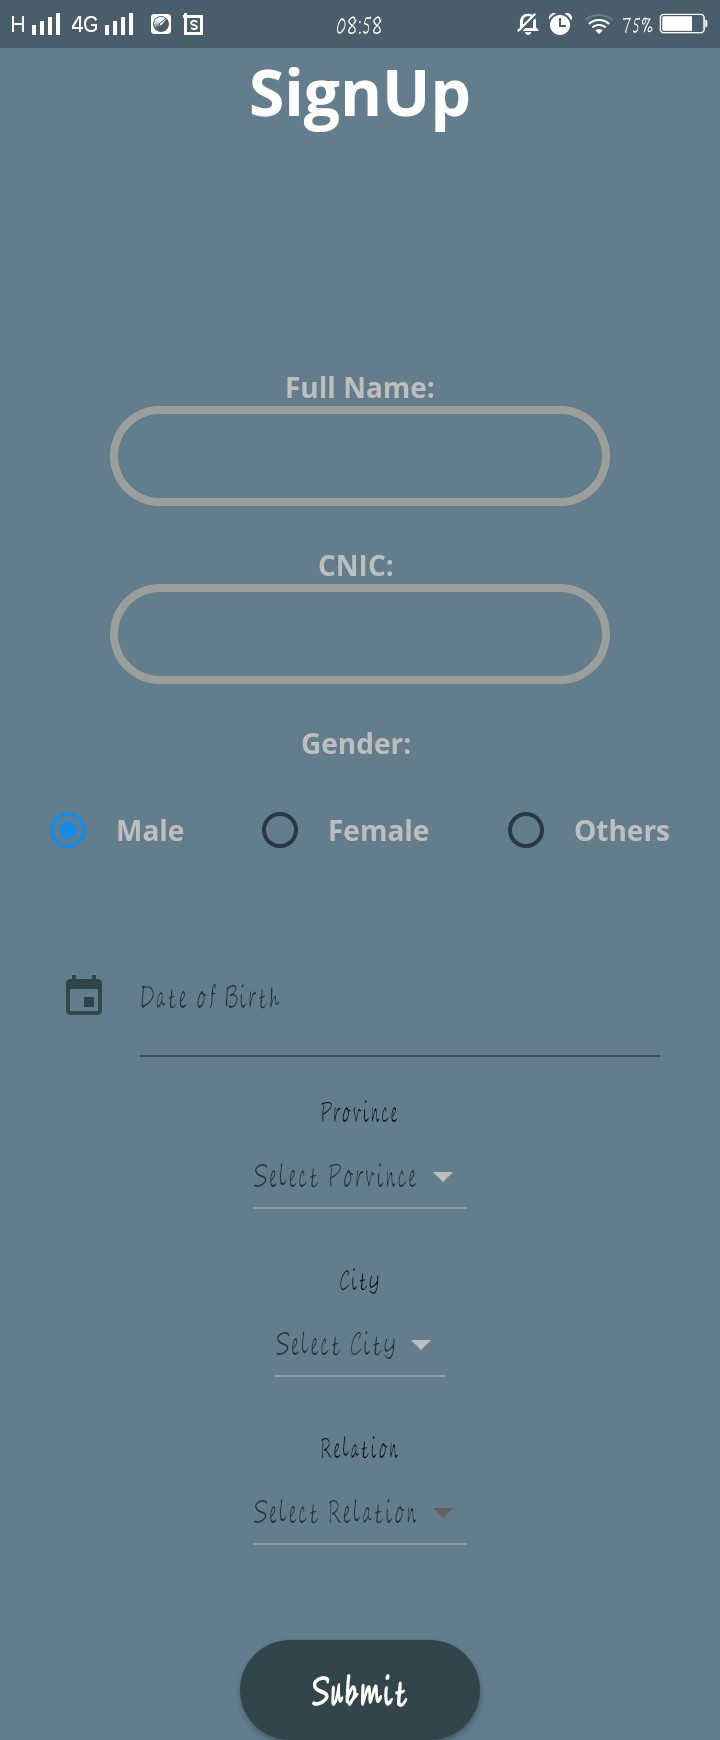 H 4G S 08:58 75%
SignUp
Full Name:
CNIC:
Gender:
Male Female Others
Date of Birth
Province
Select Porvince
City
Select City
Relation
Select Relation
Submit